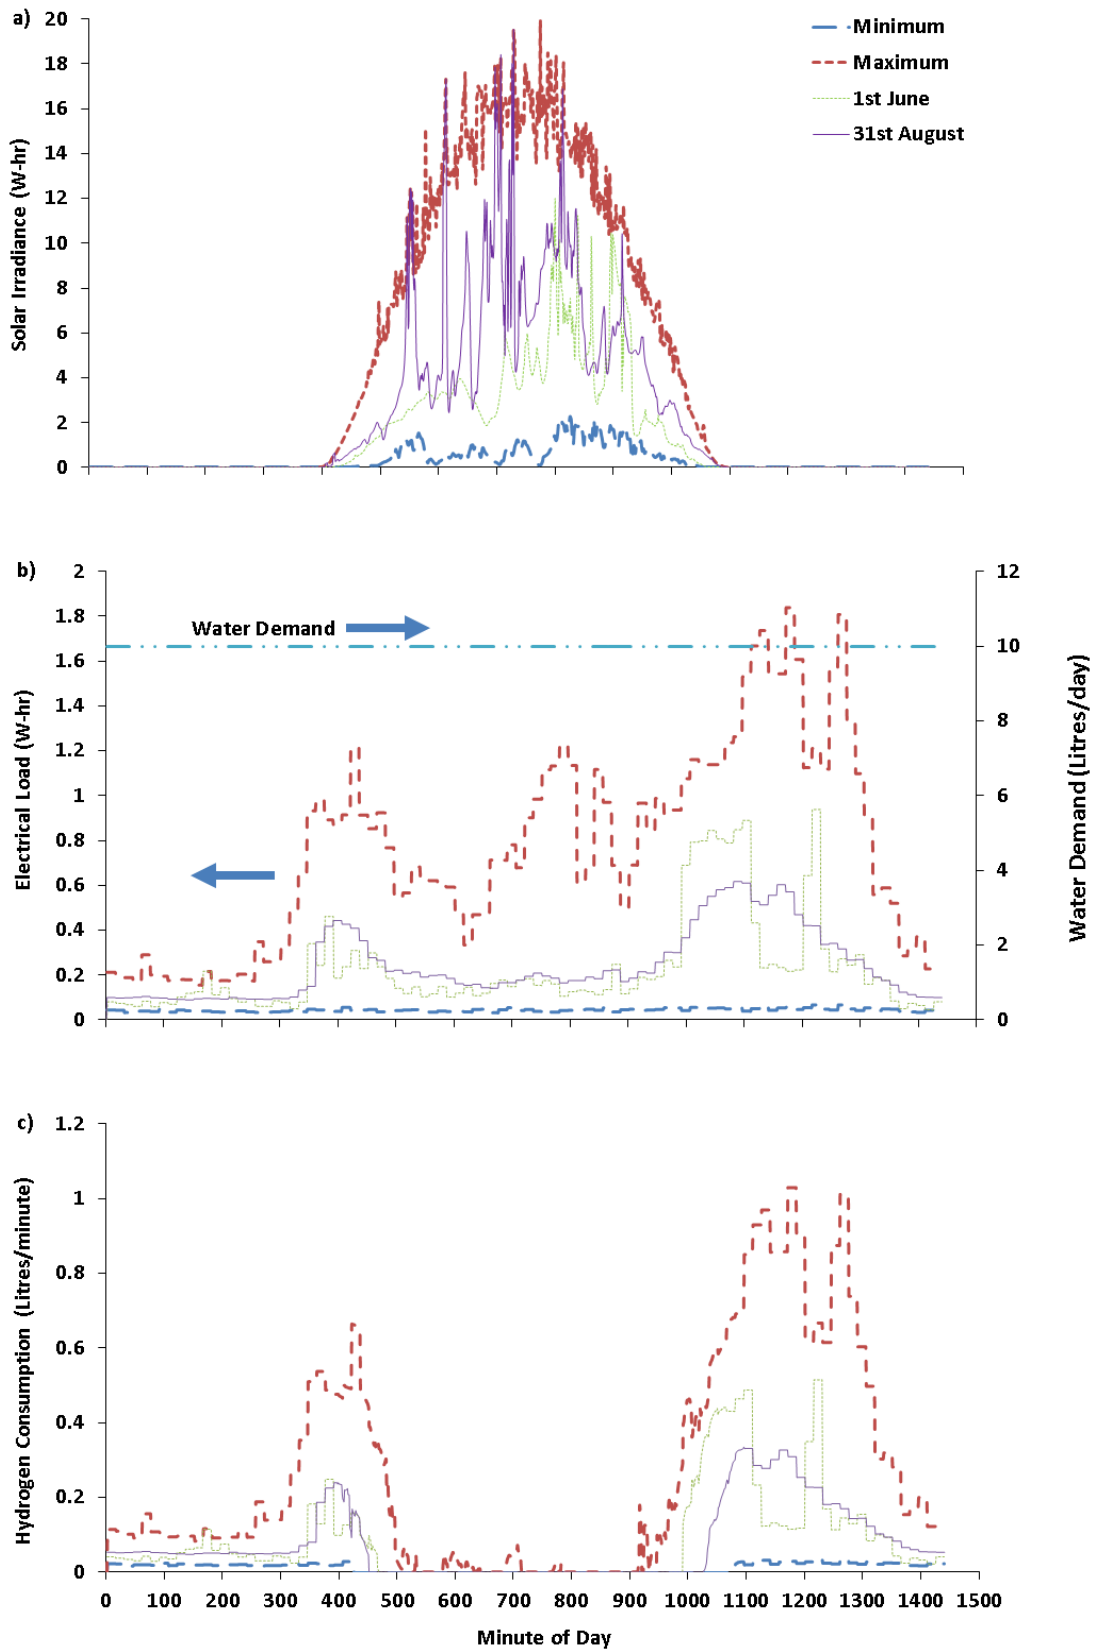 a)
20
18
16
14
12
10
8
6
4
2
0
Solar Irradiance (W-hr)
Minimum
Maximum
1st June
31st August
b)
2
1.8
1.6
1.4
1.2
1
0.8
0.6
0.4
0.2
0
Electrical Load (W-hr)
Water Demand
12
10
8
6
4
2
0
Water Demand (Litres/day)
c)
1.2
1
0.8
0.6
0.4
0.2
0
Hydrogen Consumption (Litres/minute)
0 100 200 300 400 500 600 700 800 900 1000 1100 1200 1300 1400 1500
Minute of Day